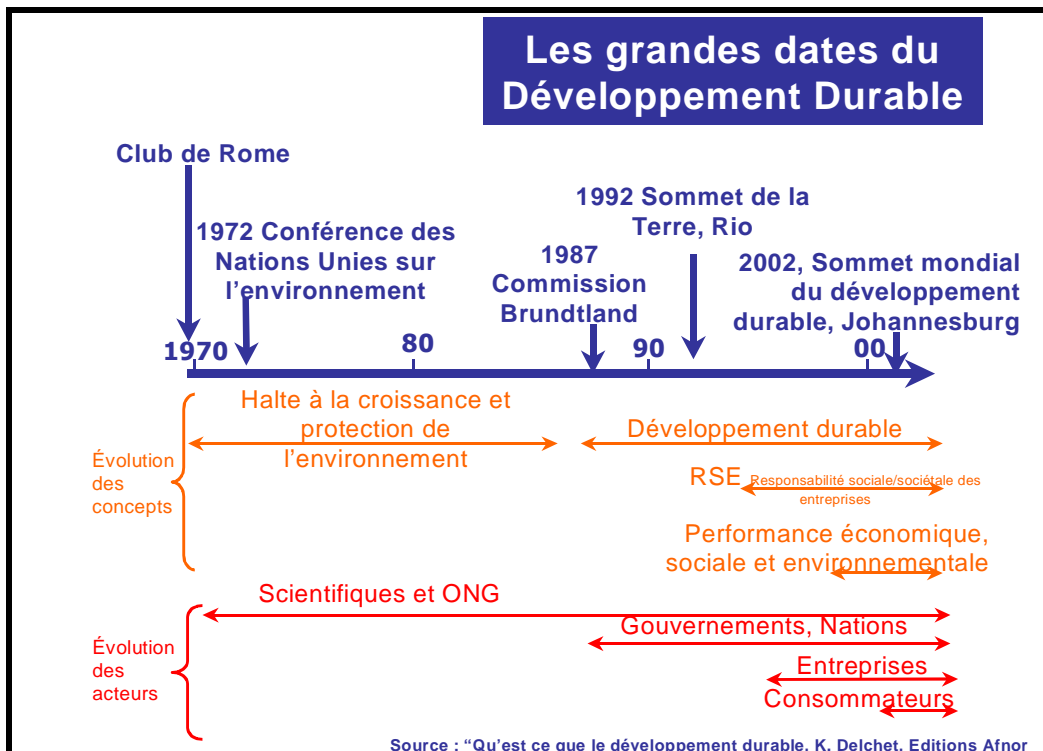 Les grandes dates du
Développement Durable
Club de Rome
1972 Conférence des
Nations Unies sur
l'environnement
1987
Commission
Brundtland
1992 Sommet de la
Terre, Rio
2002, Sommet mondial
du développement
durable, Johannesburg
1970
80
90
00
Évolution
des
concepts
Halte à la croissance et
protection de
l'environnement
Développement durable
RSE Responsabilité sociale/sociétale des
entreprises
Performance économique,
sociale et environnementale
Évolution
des
acteurs
Scientifiques et ONG
Gouvernements, Nations
Entreprises
Consommateurs
Source : "Qu'est ce que le développement durable, K. Delchet, Editions Afnor